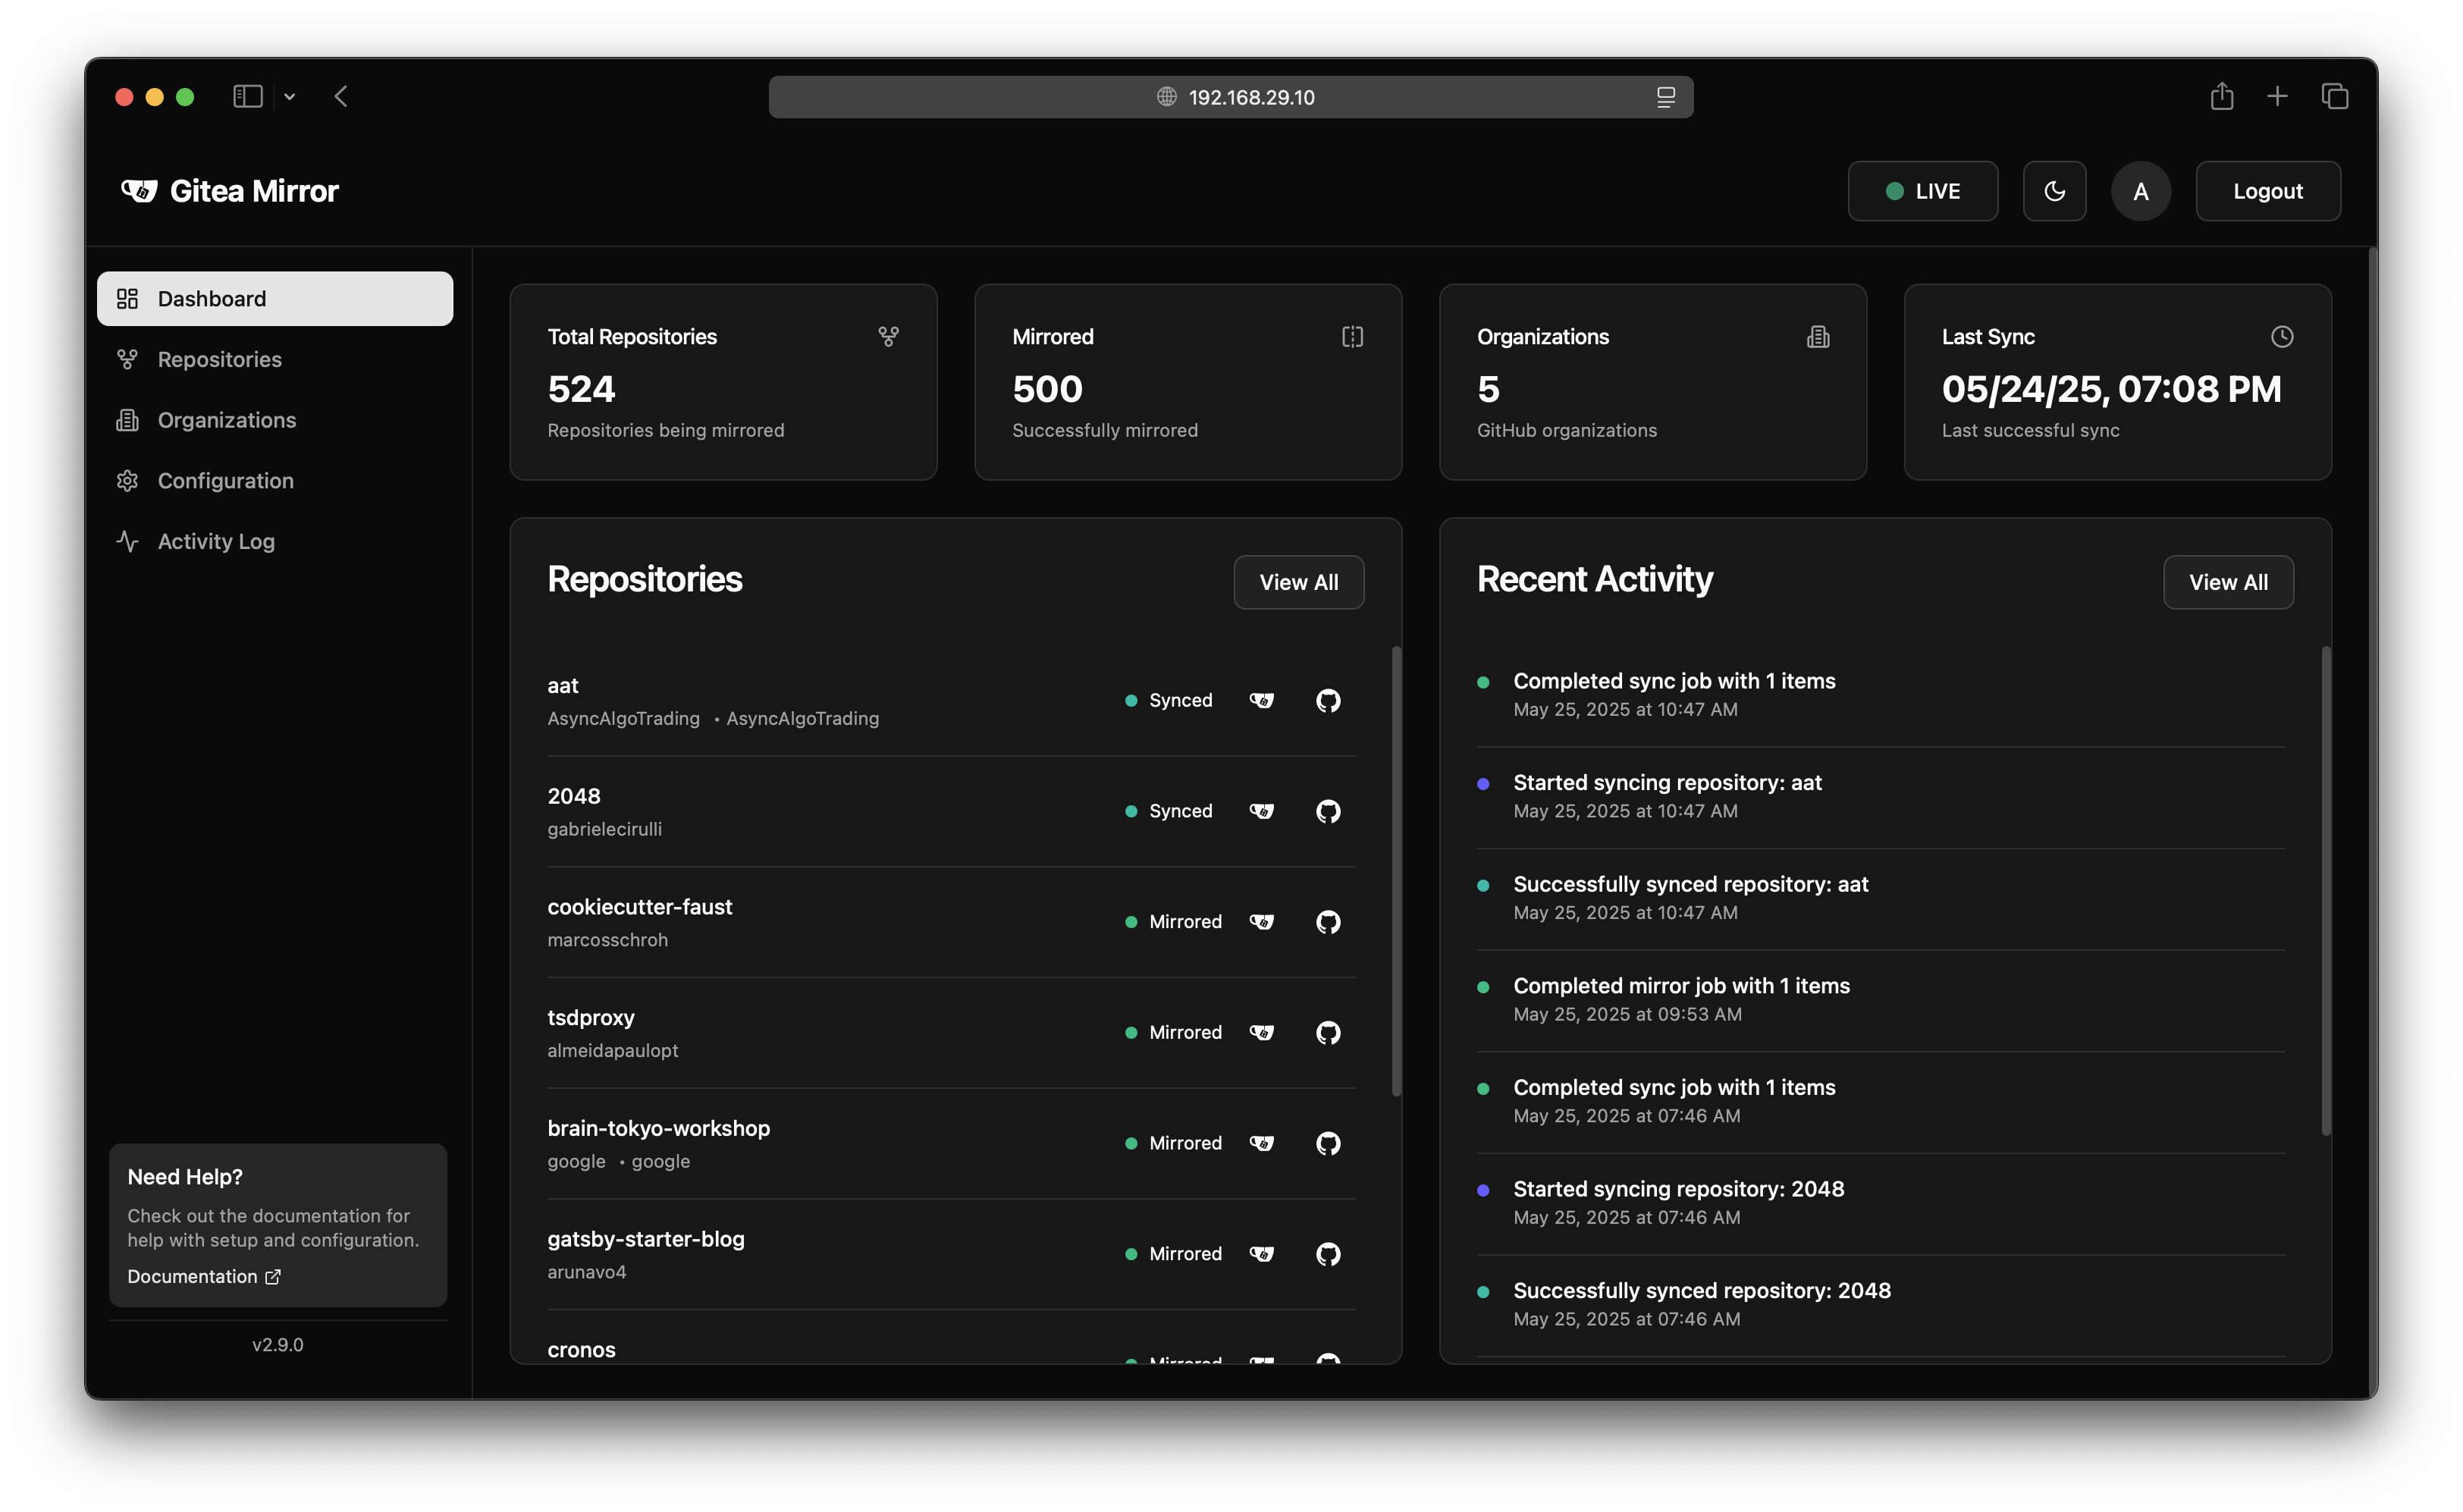 192.168.29.10
Gitea Mirror
LIVE
A
Logout
Dashboard
Repositories
Organizations
Configuration
Activity Log
Need Help?
Check out the documentation for
help with setup and configuration.
Documentation
v2.9.0
Total Repositories
524
Repositories being mirrored
Mirrored
500
Successfully mirrored
Organizations
5
GitHub organizations
Last Sync
05/24/25, 07:08 PM
Last successful sync
Repositories
View All
aat
AsyncAlgoTrading • AsyncAlgoTrading
Synced
2048
gabrielecirulli
Synced
cookiecutter-faust
marcosschroh
Mirrored
tsdproxy
almeidapaulopt
Mirrored
brain-tokyo-workshop
google • google
Mirrored
gatsby-starter-blog
arunavo4
Mirrored
cronos
Mirrored
Recent Activity
View All
Completed sync job with 1 items
May 25, 2025 at 10:47 AM
Started syncing repository: aat
May 25, 2025 at 10:47 AM
Successfully synced repository: aat
May 25, 2025 at 10:47 AM
Completed mirror job with 1 items
May 25, 2025 at 09:53 AM
Completed sync job with 1 items
May 25, 2025 at 07:46 AM
Started syncing repository: 2048
May 25, 2025 at 07:46 AM
Successfully synced repository: 2048
May 25, 2025 at 07:46 AM